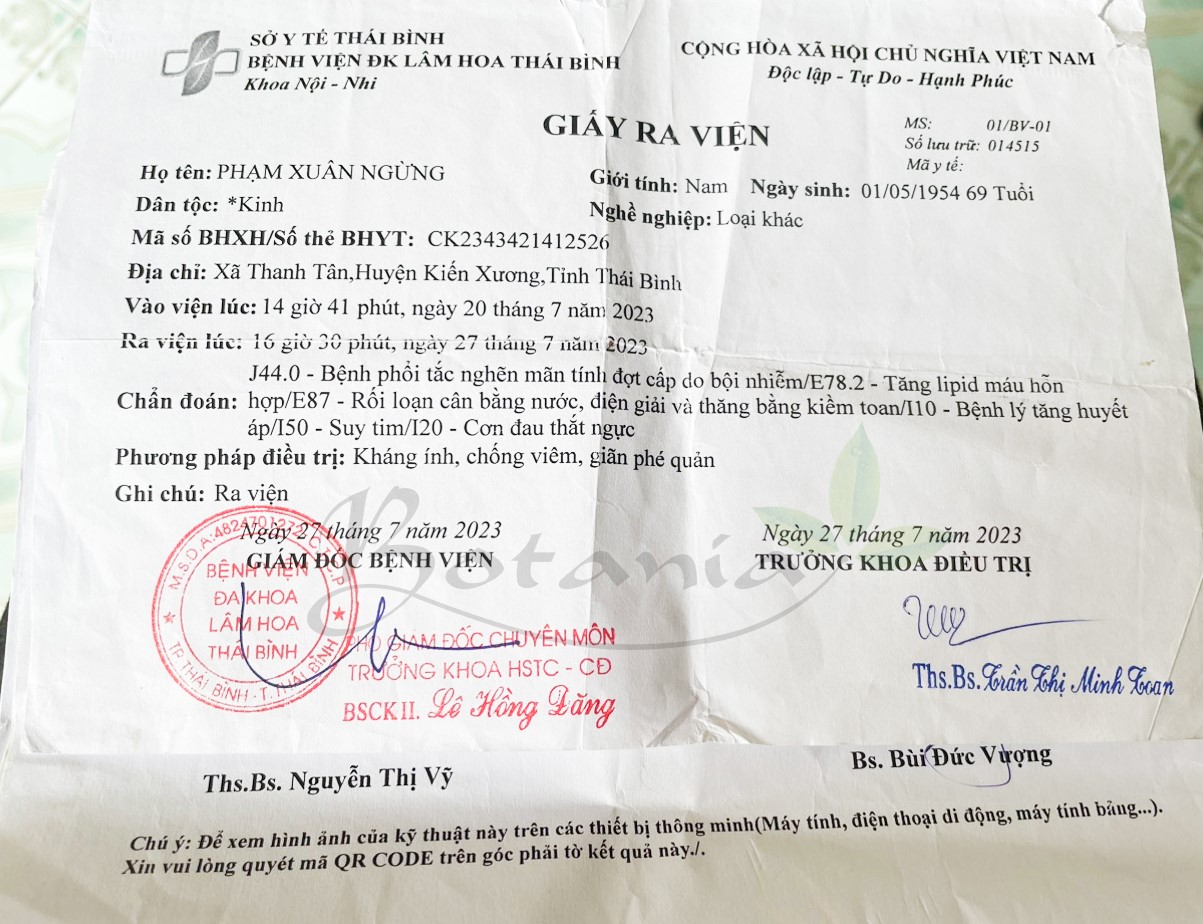 SỞ Y TẾ THÁI BÌNH
BỆNH VIỆN ĐK LÂM HOA THÁI BÌNH
Khoa Nội - Nhi
CỘNG HÒA XÃ HỘI CHỦ NGHĨA VIỆT NAM
Độc lập - Tự Do - Hạnh Phúc
GIẤY RA VIỆN
MS: 01/BV-01
Số lưu trữ: 014515
Mã y tế:
Họ tên: PHẠM XUÂN NGỪNG
Giới tính: Nam Ngày sinh: 01/05/1954 69 Tuổi
Dân tộc: *Kinh
Nghề nghiệp: Loại khác
Mã số BHXH/Số thẻ BHYT: CK2343421412526
Địa chỉ: Xã Thanh Tân,Huyện Kiến Xương,Tỉnh Thái Bình
Vào viện lúc: 14 giờ 41 phút, ngày 20 tháng 7 năm 2023
Ra viện lúc: 16 giờ 30 phút, ngày 27 tháng 7 năm 2023
J44.0 - Bệnh phổi tắc nghẽn mãn tính đợt cấp do bội nhiễm/E78.2 - Tăng lipid máu hỗn
Chẩn đoán: hợp/E87 - Rối loạn cân bằng nước, điện giải và thăng bằng kiềm toan/I10 - Bệnh lý tăng huyết
áp/I50 - Suy tim/I20 - Cơn đau thắt ngực
Phương pháp điều trị: Kháng ính, chống viêm, giãn phé quản
Ghi chú: Ra viện
Ngày 27 tháng 7 năm 2023
GIÁM ĐỐC BỆNH VIỆN
Ngày 27 tháng 7 năm 2023
TRƯỞNG KHOA ĐIỀU TRỊ
Botania
M.S.D.A:4824701272.C.T.C.P
BỆNH VIỆN
ĐA KHOA
LÂM HOA
THÁI BÌNH
TP.THÁI BÌNH - T.THÁI BÌNH
PHÓ GIÁM ĐỐC CHUYÊN MÔN
TRƯỞNG KHOA HSTC - CĐ
BSCKII. Lê Hồng Đăng
Ths.Bs. Trần Thị Minh Toan
Ths.Bs. Nguyễn Thị Vỹ
Bs. Bùi Đức Vượng
Chú ý: Để xem hình ảnh của kỹ thuật này trên các thiết bị thông minh(Máy tính, điện thoại di động, máy tính bảng...).
Xin vui lòng quyét mã QR CODE trên góc phải tờ kết quả này./.